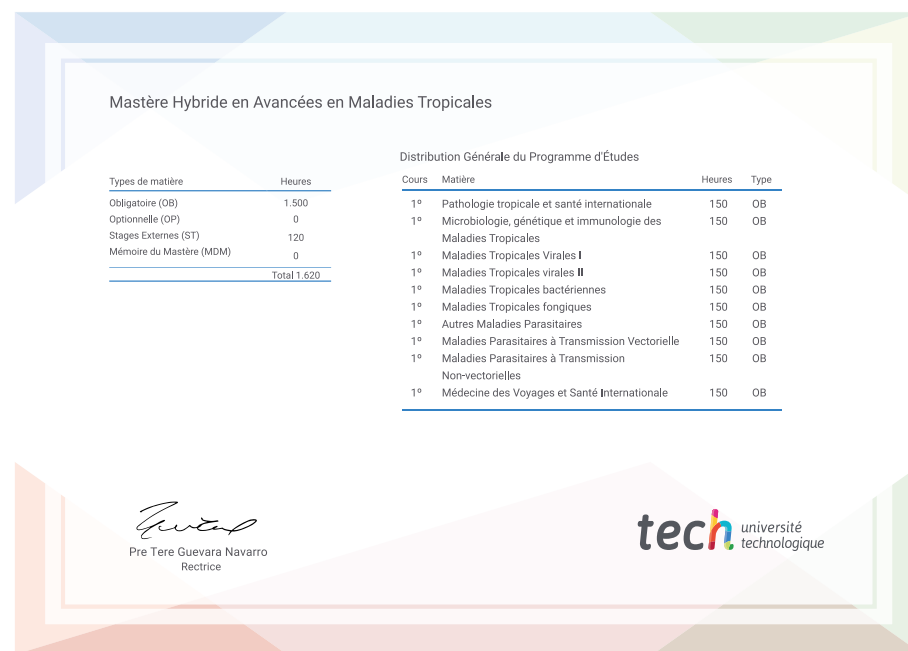 Mastère Hybride en Avancées en Maladies Tropicales
Types de matière Heures
Obligatoire (OB) 1.500
Optionnelle (OP) 0
Stages Externes (ST) 120
Mémoire du Mastère (MDM) 0
Total 1.620
Distribution Générale du Programme d'Études
Cours Matière Heures Type
1º Pathologie tropicale et santé internationale 150 OB
1º Microbiologie, génétique et immunologie des 150 OB
Maladies Tropicales
1º Maladies Tropicales Virales I 150 OB
1º Maladies Tropicales virales II 150 OB
1º Maladies Tropicales bactériennes 150 OB
1º Maladies Tropicales fongiques 150 OB
1º Autres Maladies Parasitaires 150 OB
1º Maladies Parasitaires à Transmission Vectorielle 150 OB
1º Maladies Parasitaires à Transmission 150 OB
Non-vectorielles
1º Médecine des Voyages et Santé Internationale 150 OB
Pre Tere Guevara Navarro
Rectrice
tech université
technologique